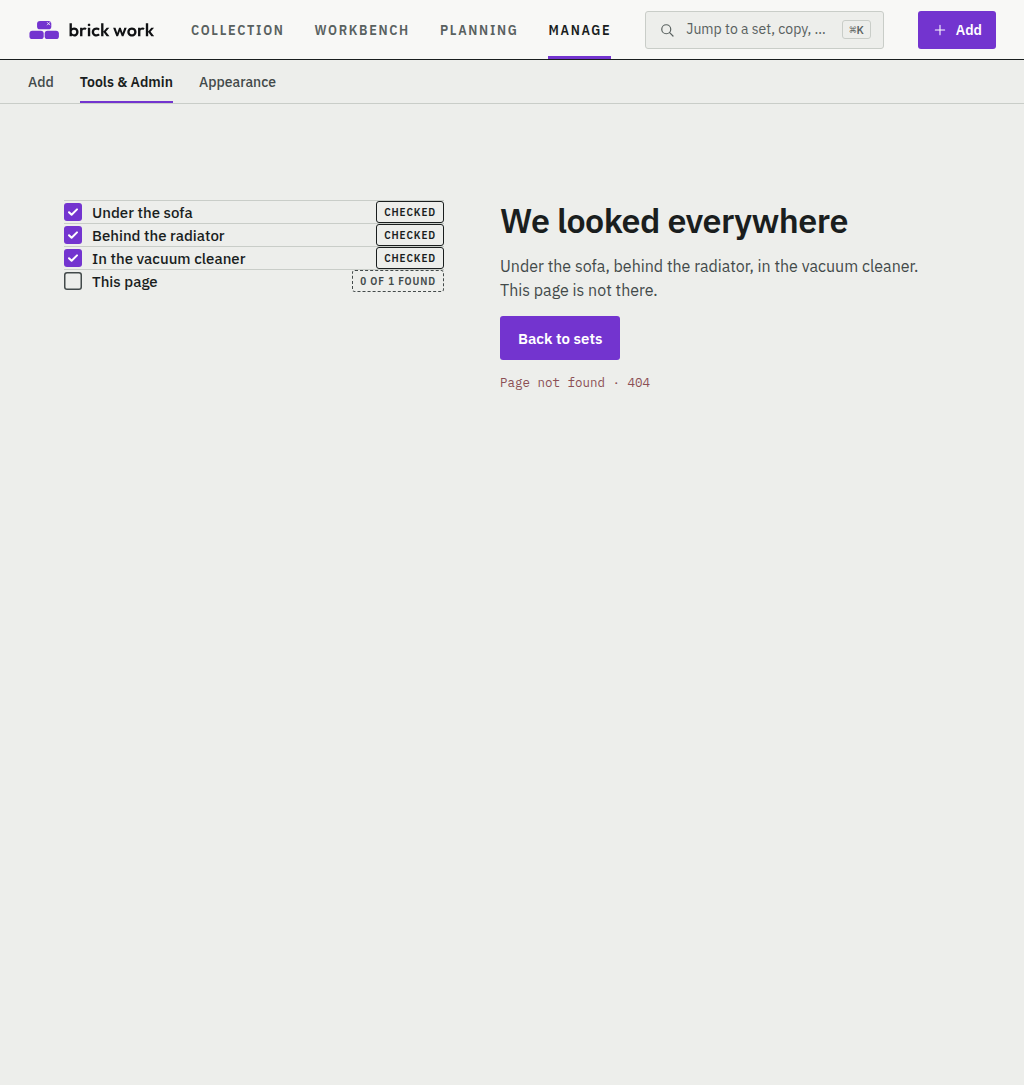 brick work
COLLECTION
WORKBENCH
PLANNING
MANAGE
Jump to a set, copy, ...
⌘K
Add
Add
Tools & Admin
Appearance
Under the sofa
CHECKED
Behind the radiator
CHECKED
In the vacuum cleaner
CHECKED
This page
0 OF 1 FOUND
We looked everywhere
Under the sofa, behind the radiator, in the vacuum cleaner.
This page is not there.
Back to sets
Page not found · 404